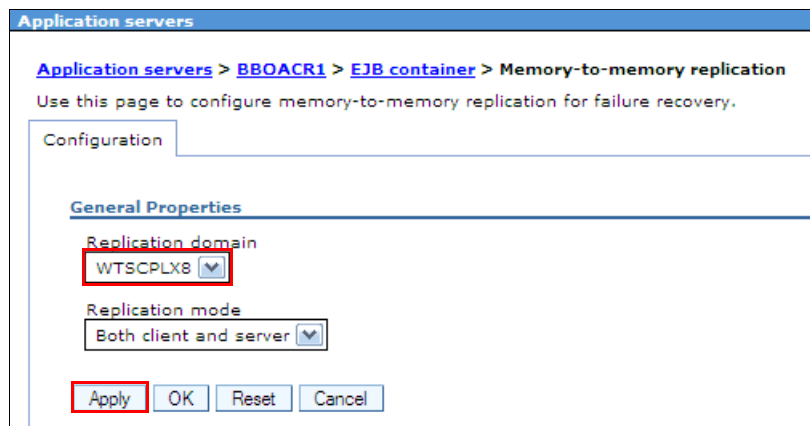 Application servers
Application servers > BBOACR1 > EJB container > Memory-to-memory replication
Use this page to configure memory-to-memory replication for failure recovery.
Configuration
General Properties
Replication domain
WTSCPLX8
Replication mode
Both client and server
Apply OK Reset Cancel